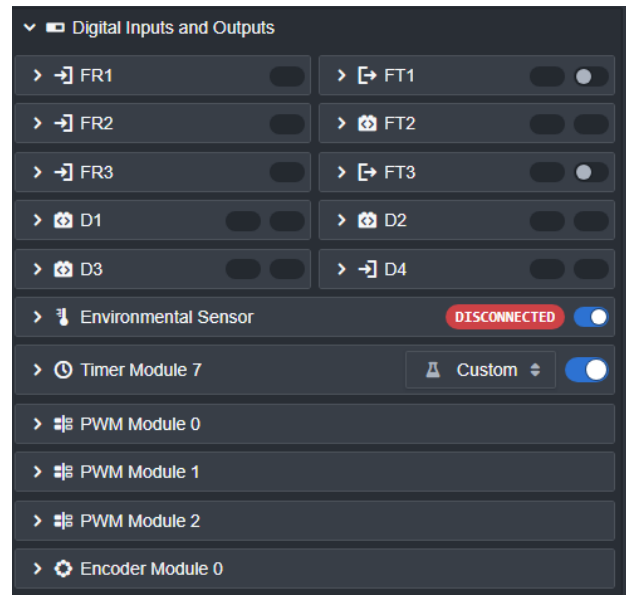 Digital Inputs and Outputs
FR1
FT1
FR2
FT2
FR3
FT3
D1
D2
D3
D4
Environmental Sensor DISCONNECTED
Timer Module 7 Custom
PWM Module 0
PWM Module 1
PWM Module 2
Encoder Module 0